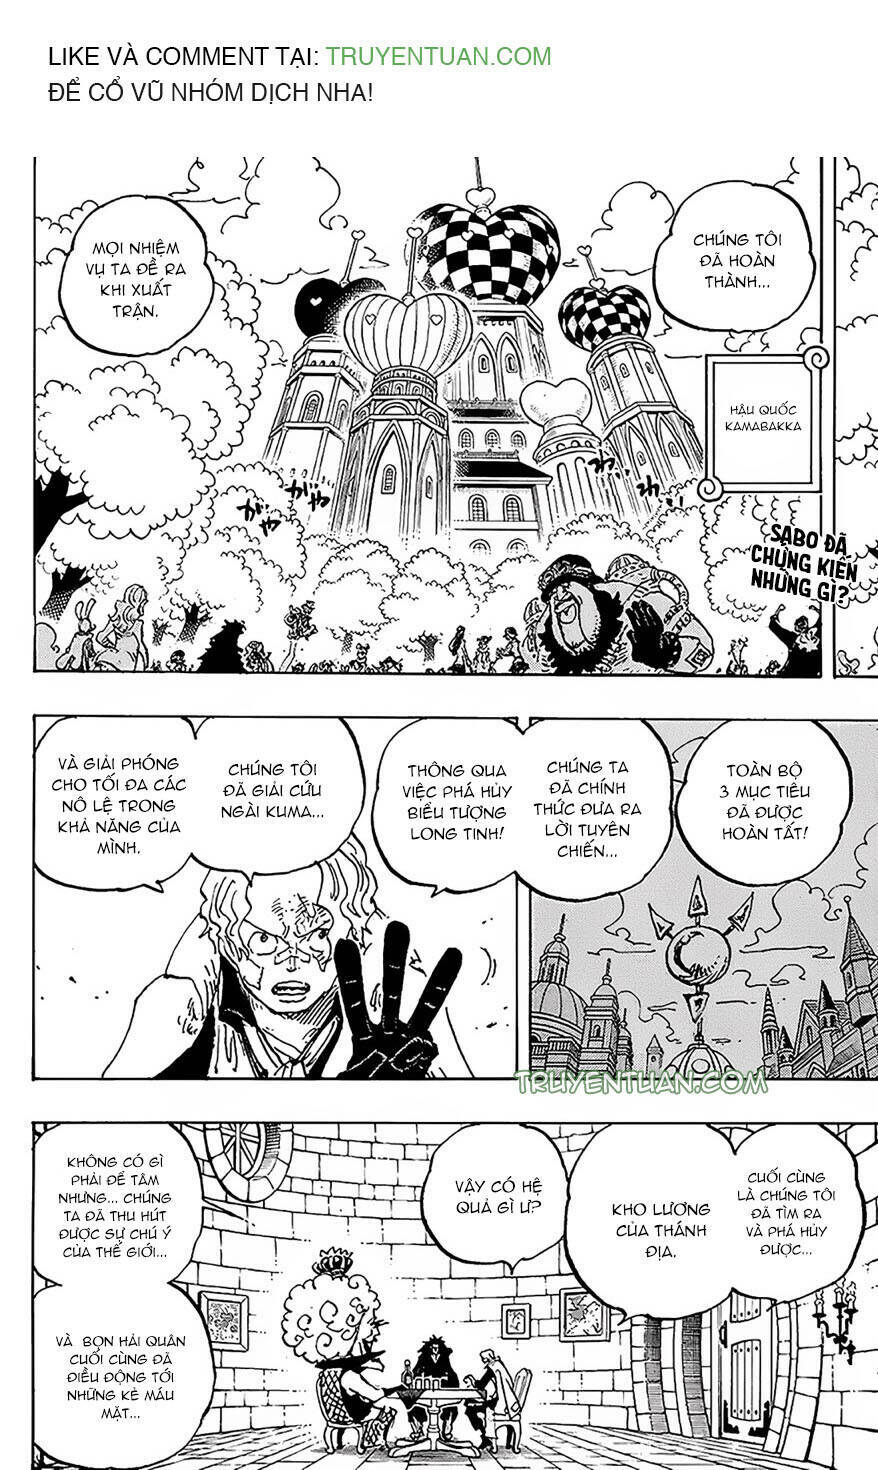 LIKE VÀ COMMENT TẠI: TRUYENTUAN.COM
ĐỂ CỔ VŨ NHÓM DỊCH NHA!
CHÚNG TÔI
ĐÃ HOÀN
THÀNH...
MỌI NHIỆM
VỤ TA ĐỀ RA
KHI XUẤT
TRẬN.
HẬU QUỐC
KAMABAKKA
SABO ĐÃ
CHỨNG KIẾN
NHỮNG GÌ?
TOÀN BỘ
3 MỤC TIÊU
ĐÃ ĐƯỢC
HOÀN TẤT!
CHÚNG TA
ĐÃ CHÍNH
THỨC ĐƯA RA
LỜI TUYÊN
CHIẾN...
THÔNG QUA
VIỆC PHÁ HỦY
BIỂU TƯỢNG
LONG TINH!
CHÚNG TÔI
ĐÃ GIẢI CỨU
NGÀI KUMA...
VÀ GIẢI PHÓNG
CHO TỐI ĐA CÁC
NÔ LỆ TRONG
KHẢ NĂNG CỦA
MÌNH.
TRUYENTUAN.COM
CUỐI CÙNG
LÀ CHÚNG TÔI
ĐÃ TÌM RA
VÀ PHÁ HỦY
ĐƯỢC...
KHO LƯƠNG
CỦA THÁNH
ĐỊA.
VẬY CÓ HỆ
QUẢ GÌ Ư?
KHÔNG CÓ GÌ
PHẢI ĐỂ TÂM
NHƯNG... CHÚNG
TA ĐÃ THU HÚT
ĐƯỢC SỰ CHÚ Ý
CỦA THẾ GIỚI...
VÀ BỌN HẢI QUÂN
CUỐI CÙNG ĐÃ
ĐIỀU ĐỘNG TỚI
NHỮNG KẺ MÁU
MẶT...
TRUYENTUAN.COM